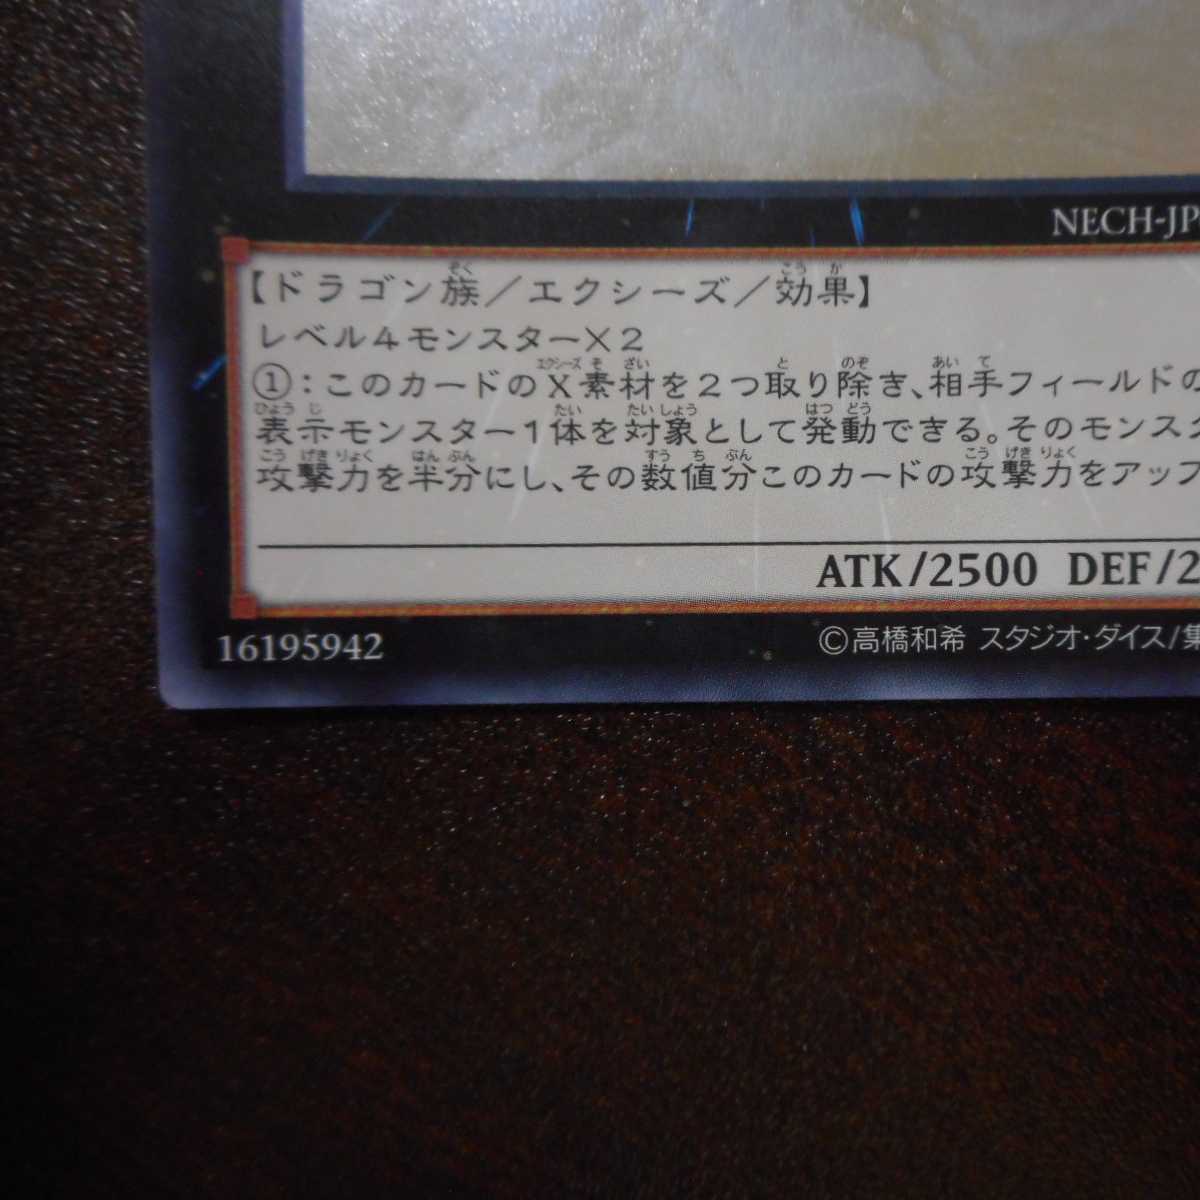 NECH-JP
【ドラゴン族／エクシーズ／効果】
レベル4モンスター×2
①:このカードのX素材を2つ取り除き、相手フィールドの
表示モンスター1体を対象として発動できる。そのモンスタ
攻撃力を半分にし、その数値分このカードの攻撃力をアップ
ATK/2500 DEF/2
16195942
©高橋和希 スタジオ・ダイス/集